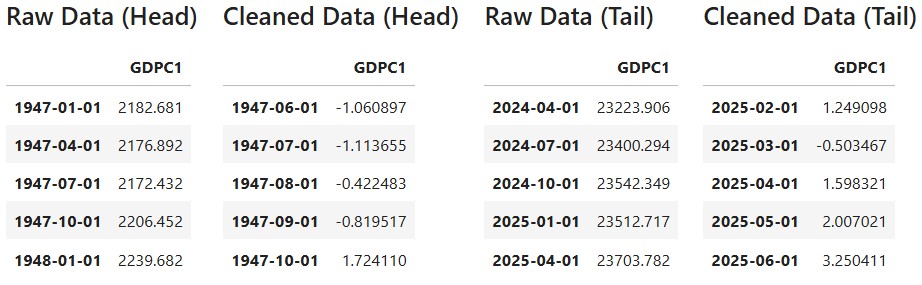 Raw Data (Head) Cleaned Data (Head) Raw Data (Tail) Cleaned Data (Tail)
GDPC1 GDPC1 GDPC1 GDPC1
1947-01-01 2182.681 1947-06-01 -1.060897 2024-04-01 23223.906 2025-02-01 1.249098
1947-04-01 2176.892 1947-07-01 -1.113655 2024-07-01 23400.294 2025-03-01 -0.503467
1947-07-01 2172.432 1947-08-01 -0.422483 2024-10-01 23542.349 2025-04-01 1.598321
1947-10-01 2206.452 1947-09-01 -0.819517 2025-01-01 23512.717 2025-05-01 2.007021
1948-01-01 2239.682 1947-10-01 1.724110 2025-04-01 23703.782 2025-06-01 3.250411